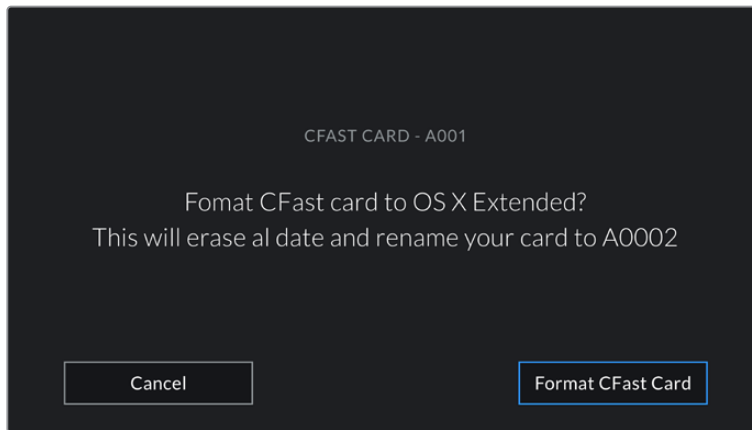 CFAST CARD - A001
Fomat CFast card to OS X Extended?
This will erase al date and rename your card to A0002
Cancel
Format CFast Card